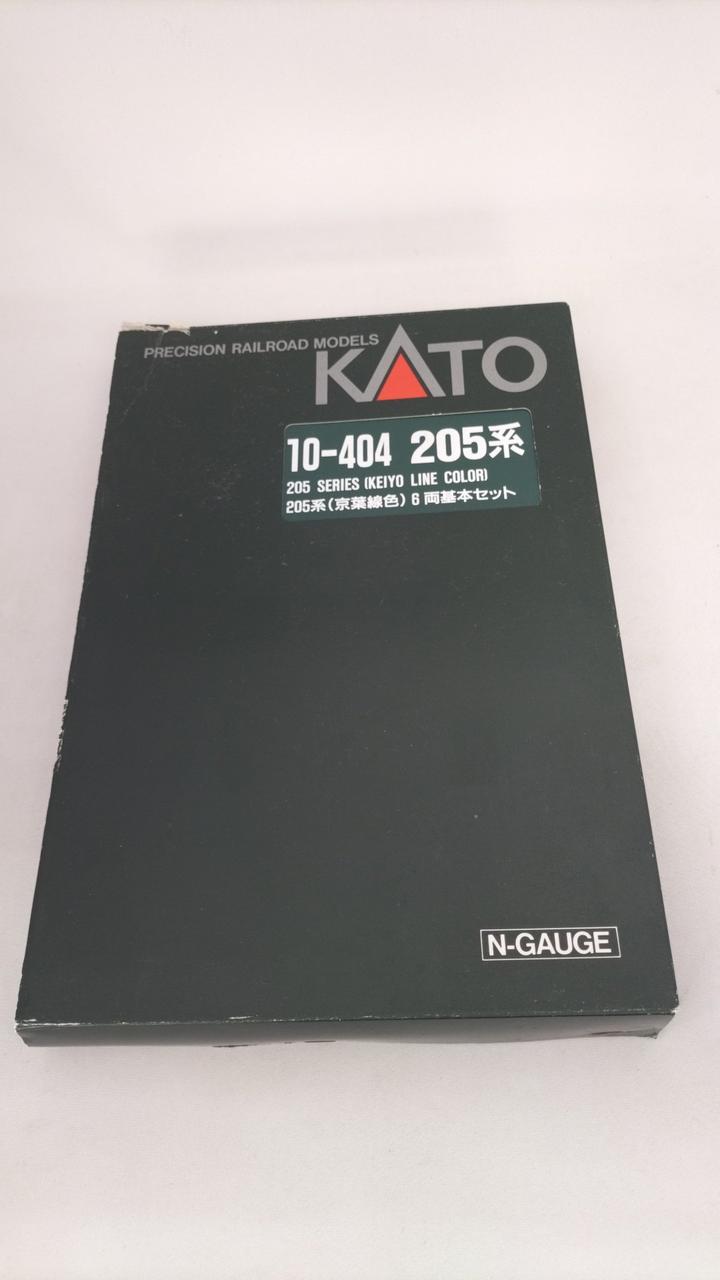 PRECISION RAILROAD MODELS
KATO
10-404 205系
205 SERIES (KEIYO LINE COLOR)
205系(京葉線色) 6両基本セット
N-GAUGE